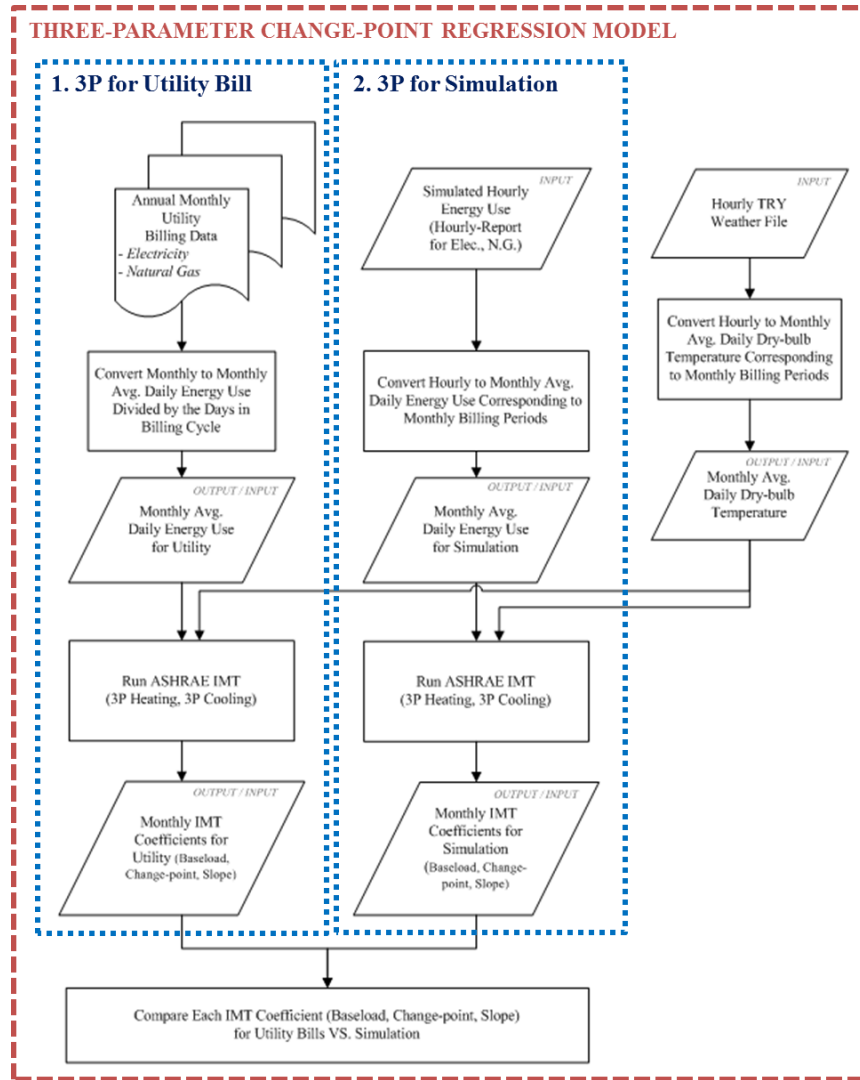 THREE-PARAMETER CHANGE-POINT REGRESSION MODEL
1. 3P for Utility Bill
Annual Monthly
Utility
Billing Data
- Electricity
- Natural Gas
Convert Monthly to Monthly
Avg. Daily Energy Use
Divided by the Days in
Billing Cycle
OUTPUT / INPUT
Monthly Avg.
Daily Energy Use
for Utility
Run ASHRAE IMT
(3P Heating, 3P Cooling)
OUTPUT / INPUT
Monthly IMT
Coefficients for
Utility (Baseload,
Change-point, Slope)
2. 3P for Simulation
INPUT
Simulated Hourly
Energy Use
(Hourly-Report
for Elec., N.G.)
Convert Hourly to Monthly Avg.
Daily Energy Use Corresponding to
Monthly Billing Periods
OUTPUT / INPUT
Monthly Avg.
Daily Energy Use
for Simulation
Run ASHRAE IMT
(3P Heating, 3P Cooling)
OUTPUT / INPUT
Monthly IMT
Coefficients for
Simulation
(Baseload, Change-
point, Slope)
INPUT
Hourly TRY
Weather File
Convert Hourly to Monthly
Avg. Daily Dry-bulb
Temperature Corresponding
to Monthly Billing Periods
OUTPUT / INPUT
Monthly Avg.
Daily Dry-bulb
Temperature
Compare Each IMT Coefficient (Baseload, Change-point, Slope)
for Utility Bills VS. Simulation